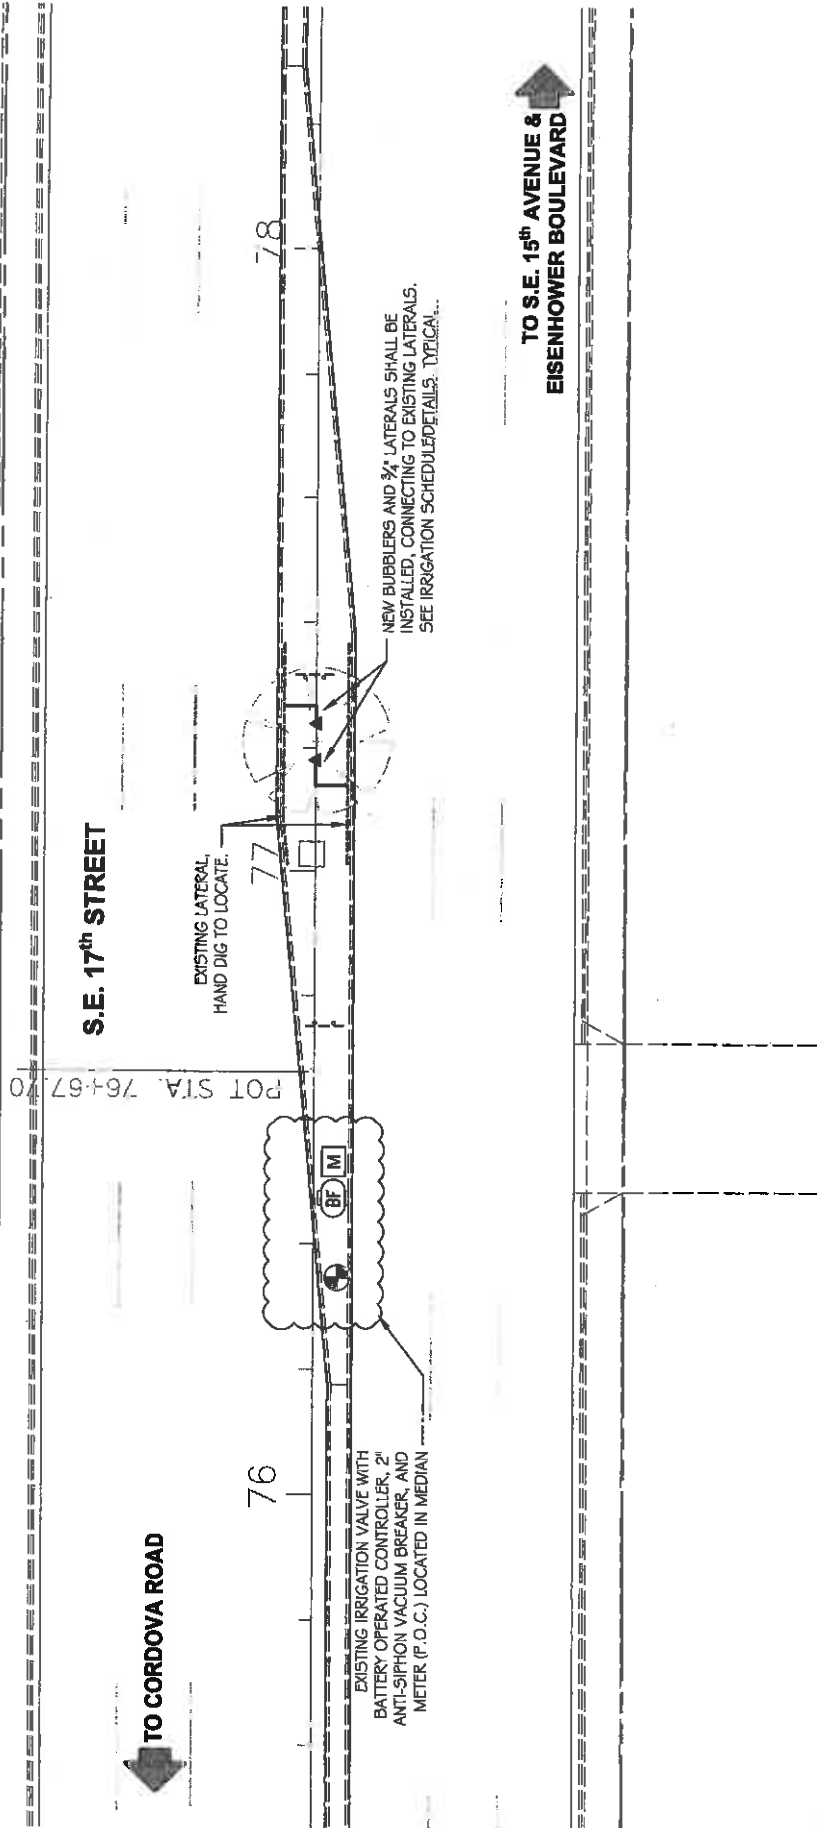 S.E. 17th STREET
TO CORDOVA ROAD
TO S.E. 15th AVENUE &
EISENHOWER BOULEVARD
EXISTING LATERAL,
HAND DIG TO LOCATE.
NEW BUBBLERS AND ¾" LATERALS SHALL BE
INSTALLED, CONNECTING TO EXISTING LATERALS.
SEE IRRIGATION SCHEDULE/DETAILS. TYPICAL.
EXISTING IRRIGATION VALVE WITH
BATTERY OPERATED CONTROLLER, 2"
ANTI-SIPHON VACUUM BREAKER, AND
METER (P.O.C.) LOCATED IN MEDIAN
POT STA. 76+67.70
76
77
78
BF
M